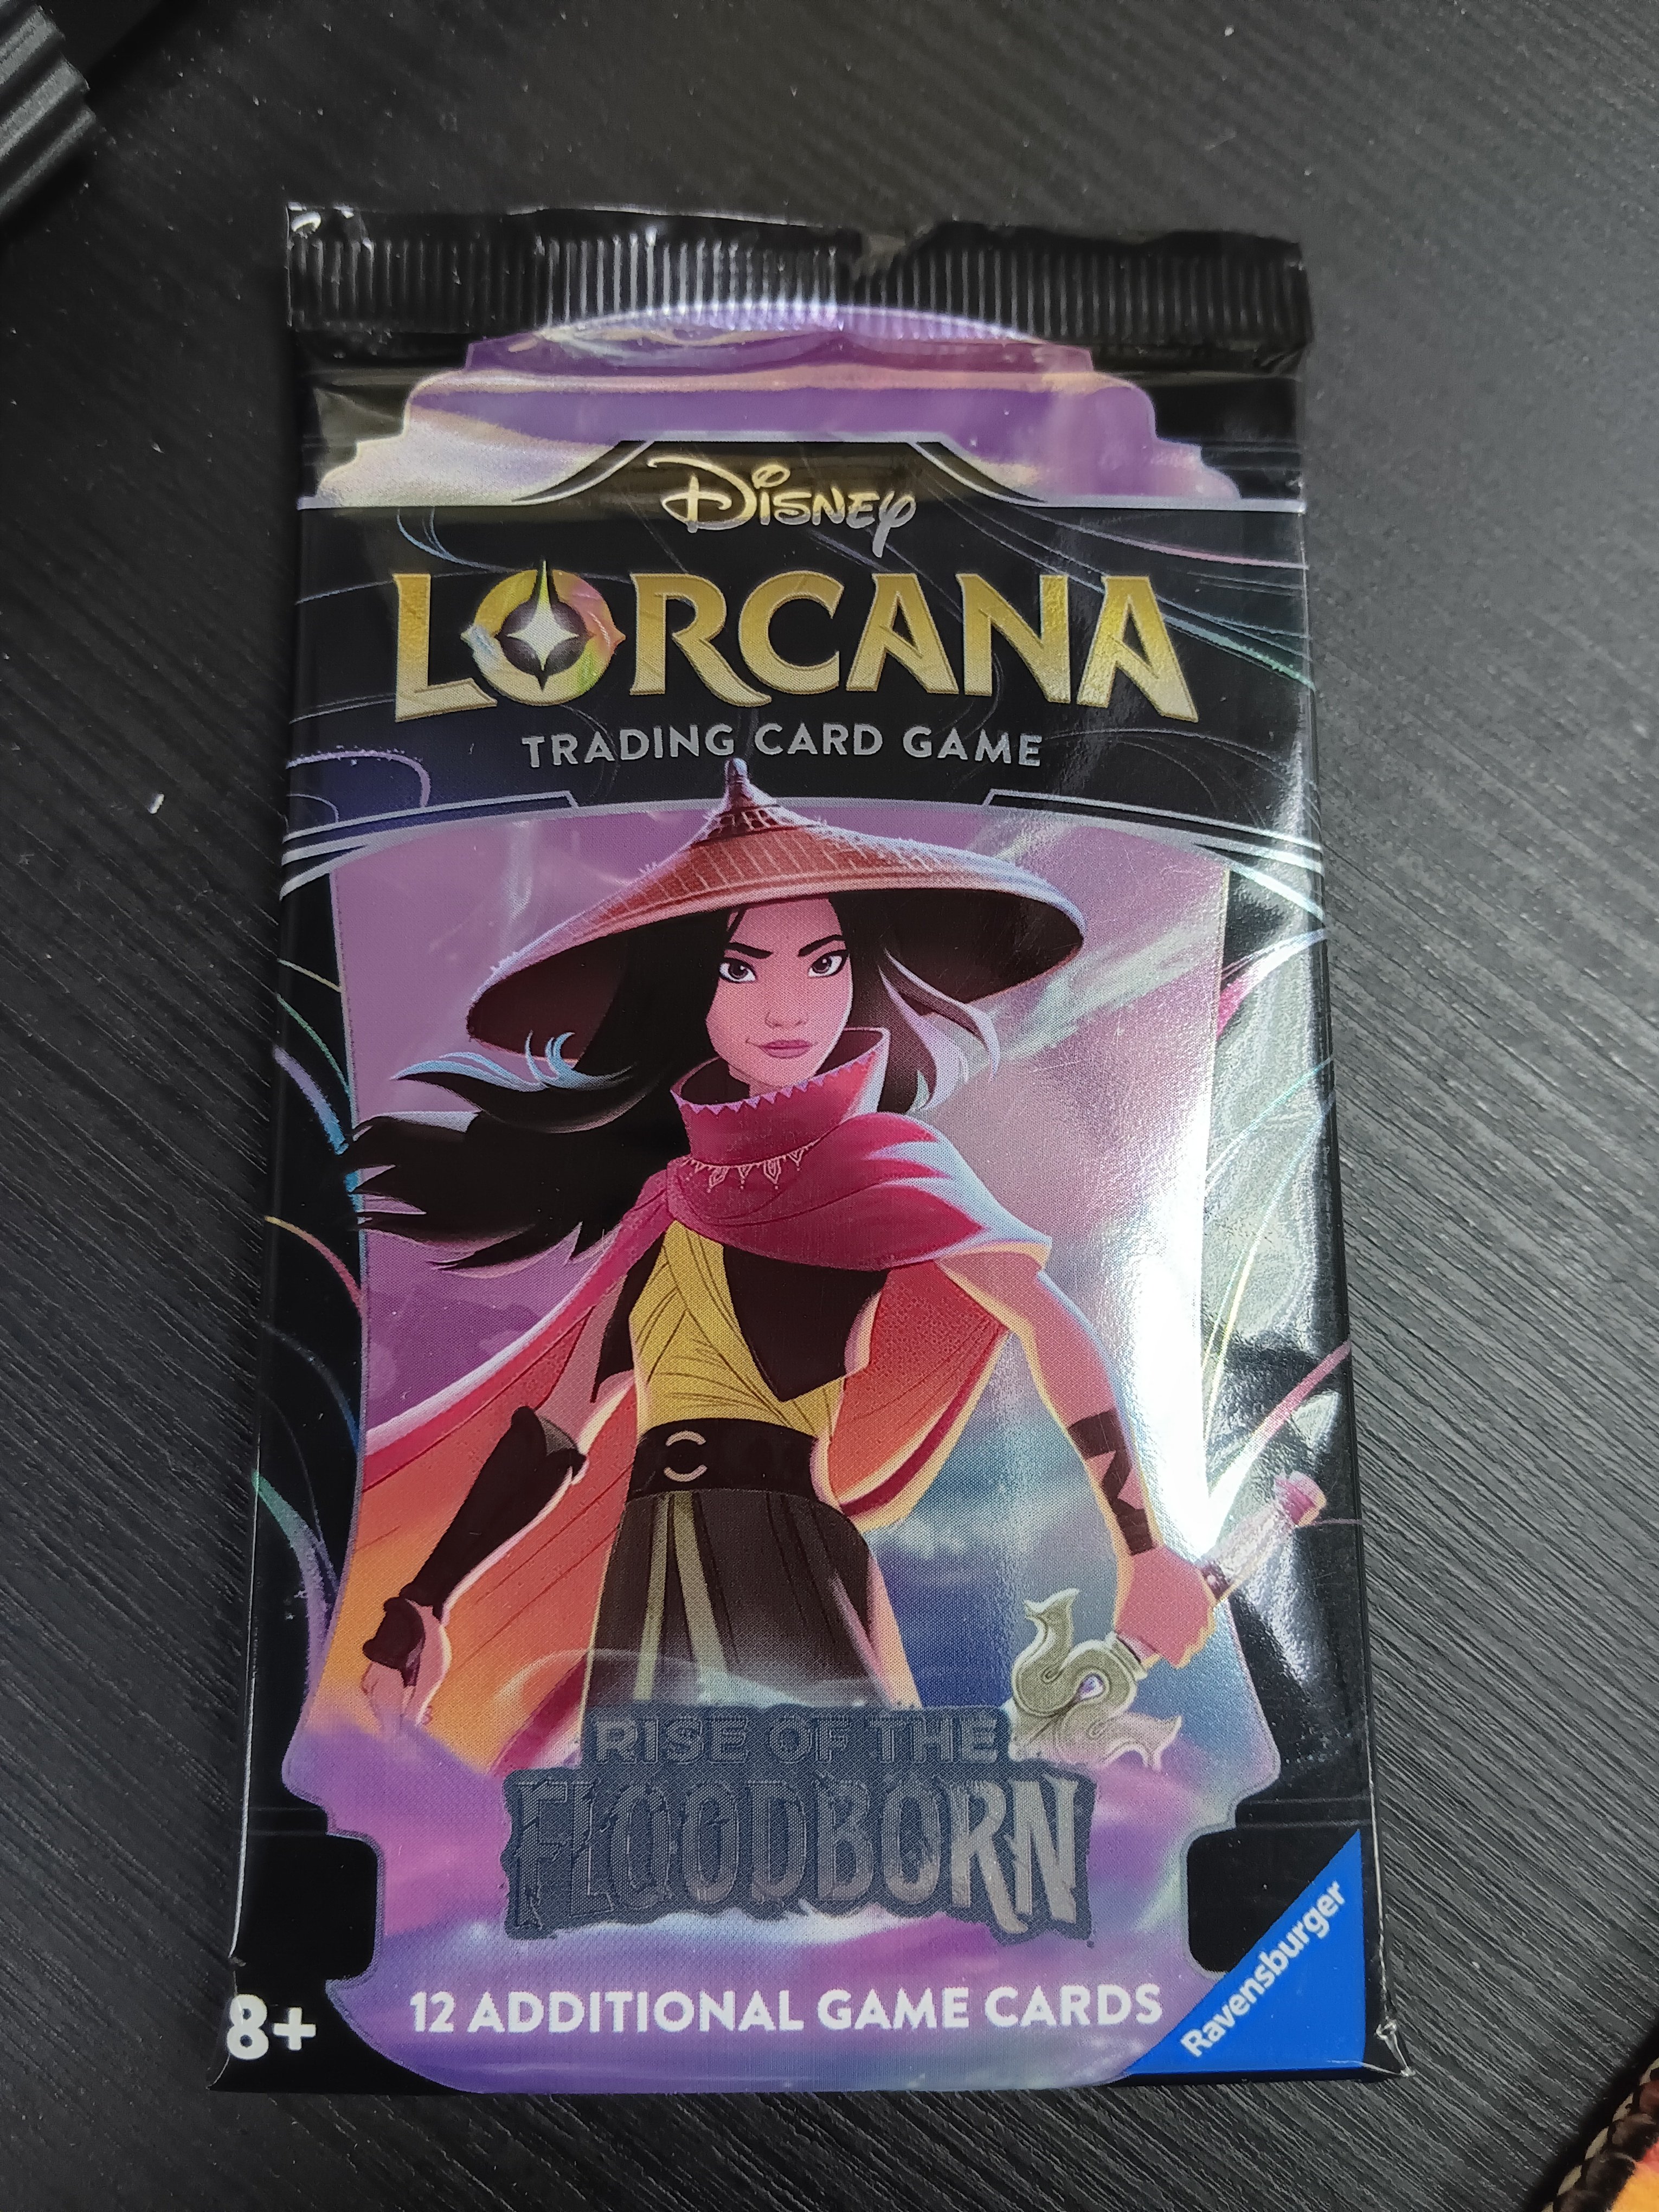 Disney
LORCANA
TRADING CARD GAME
RISE OF THE
FLOODBORN
12 ADDITIONAL GAME CARDS
8+
Ravensburger